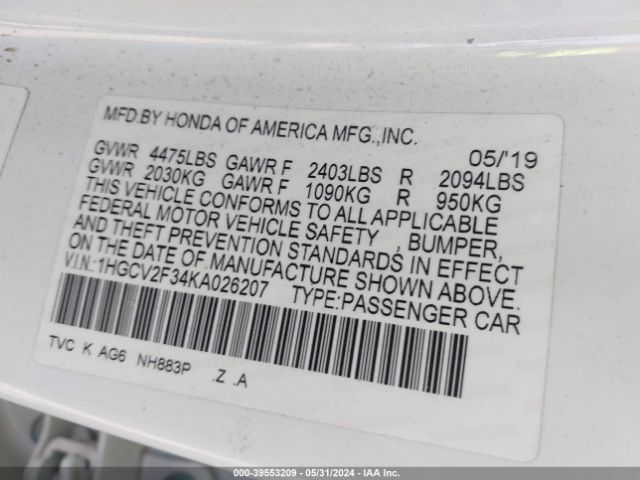 MFD.BY HONDA OF AMERICA MFG.,INC.
05/'19
GVWR 4475LBS GAWR F 2403LBS R 2094LBS
GVWR 2030KG GAWR F 1090KG R 950KG
THIS VEHICLE CONFORMS TO ALL APPLICABLE
FEDERAL MOTOR VEHICLE SAFETY , BUMPER,
AND THEFT PREVENTION STANDARDS IN EFFECT
ON THE DATE OF MANUFACTURE SHOWN ABOVE.
V.I.N.:1HGCV2F34KA026207 TYPE:PASSENGER CAR
TVC K AG6 NH883P .Z .A
000-39553209 - 05/31/2024 - IAA Inc.